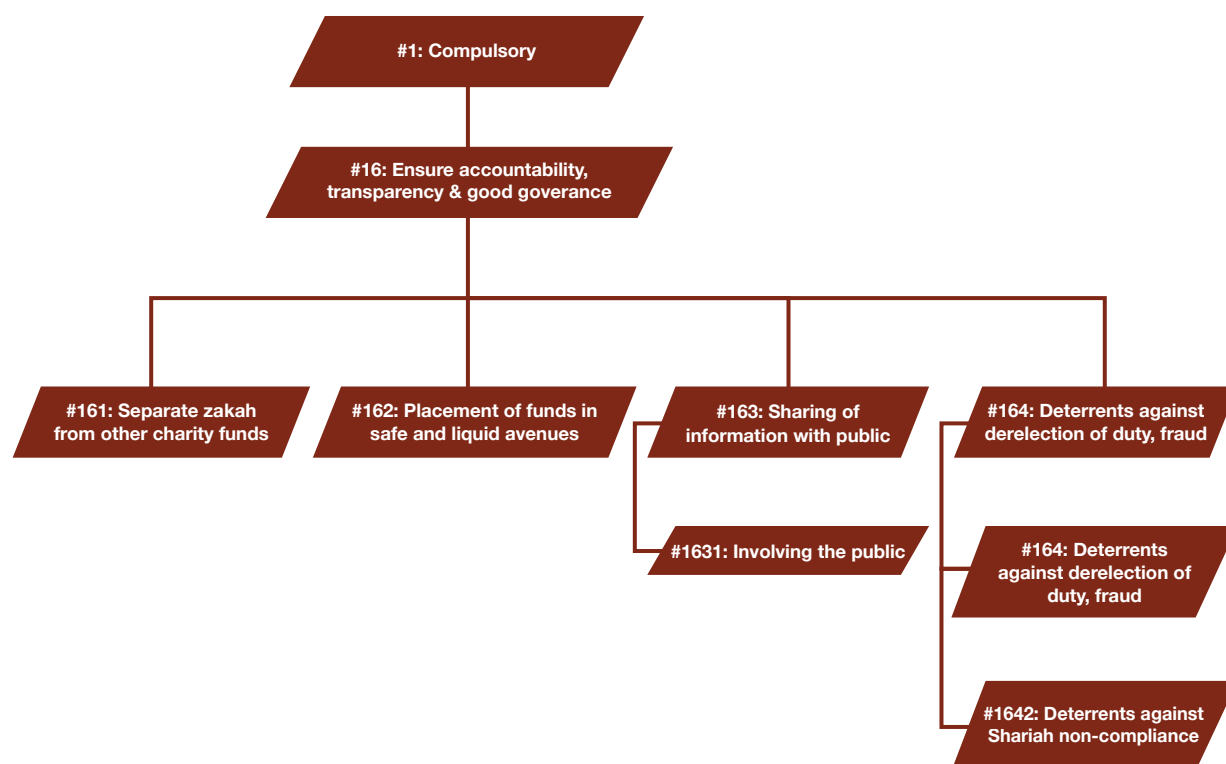 #1: Compulsory
#16: Ensure accountability,
transparency & good goverance
#161: Separate zakah
from other charity funds
#162: Placement of funds in
safe and liquid avenues
#163: Sharing of
information with public
#164: Deterrents against
derelection of duty, fraud
#1631: Involving the public
#164: Deterrents
against derelection of
duty, fraud
#1642: Deterrents against
Shariah non-compliance